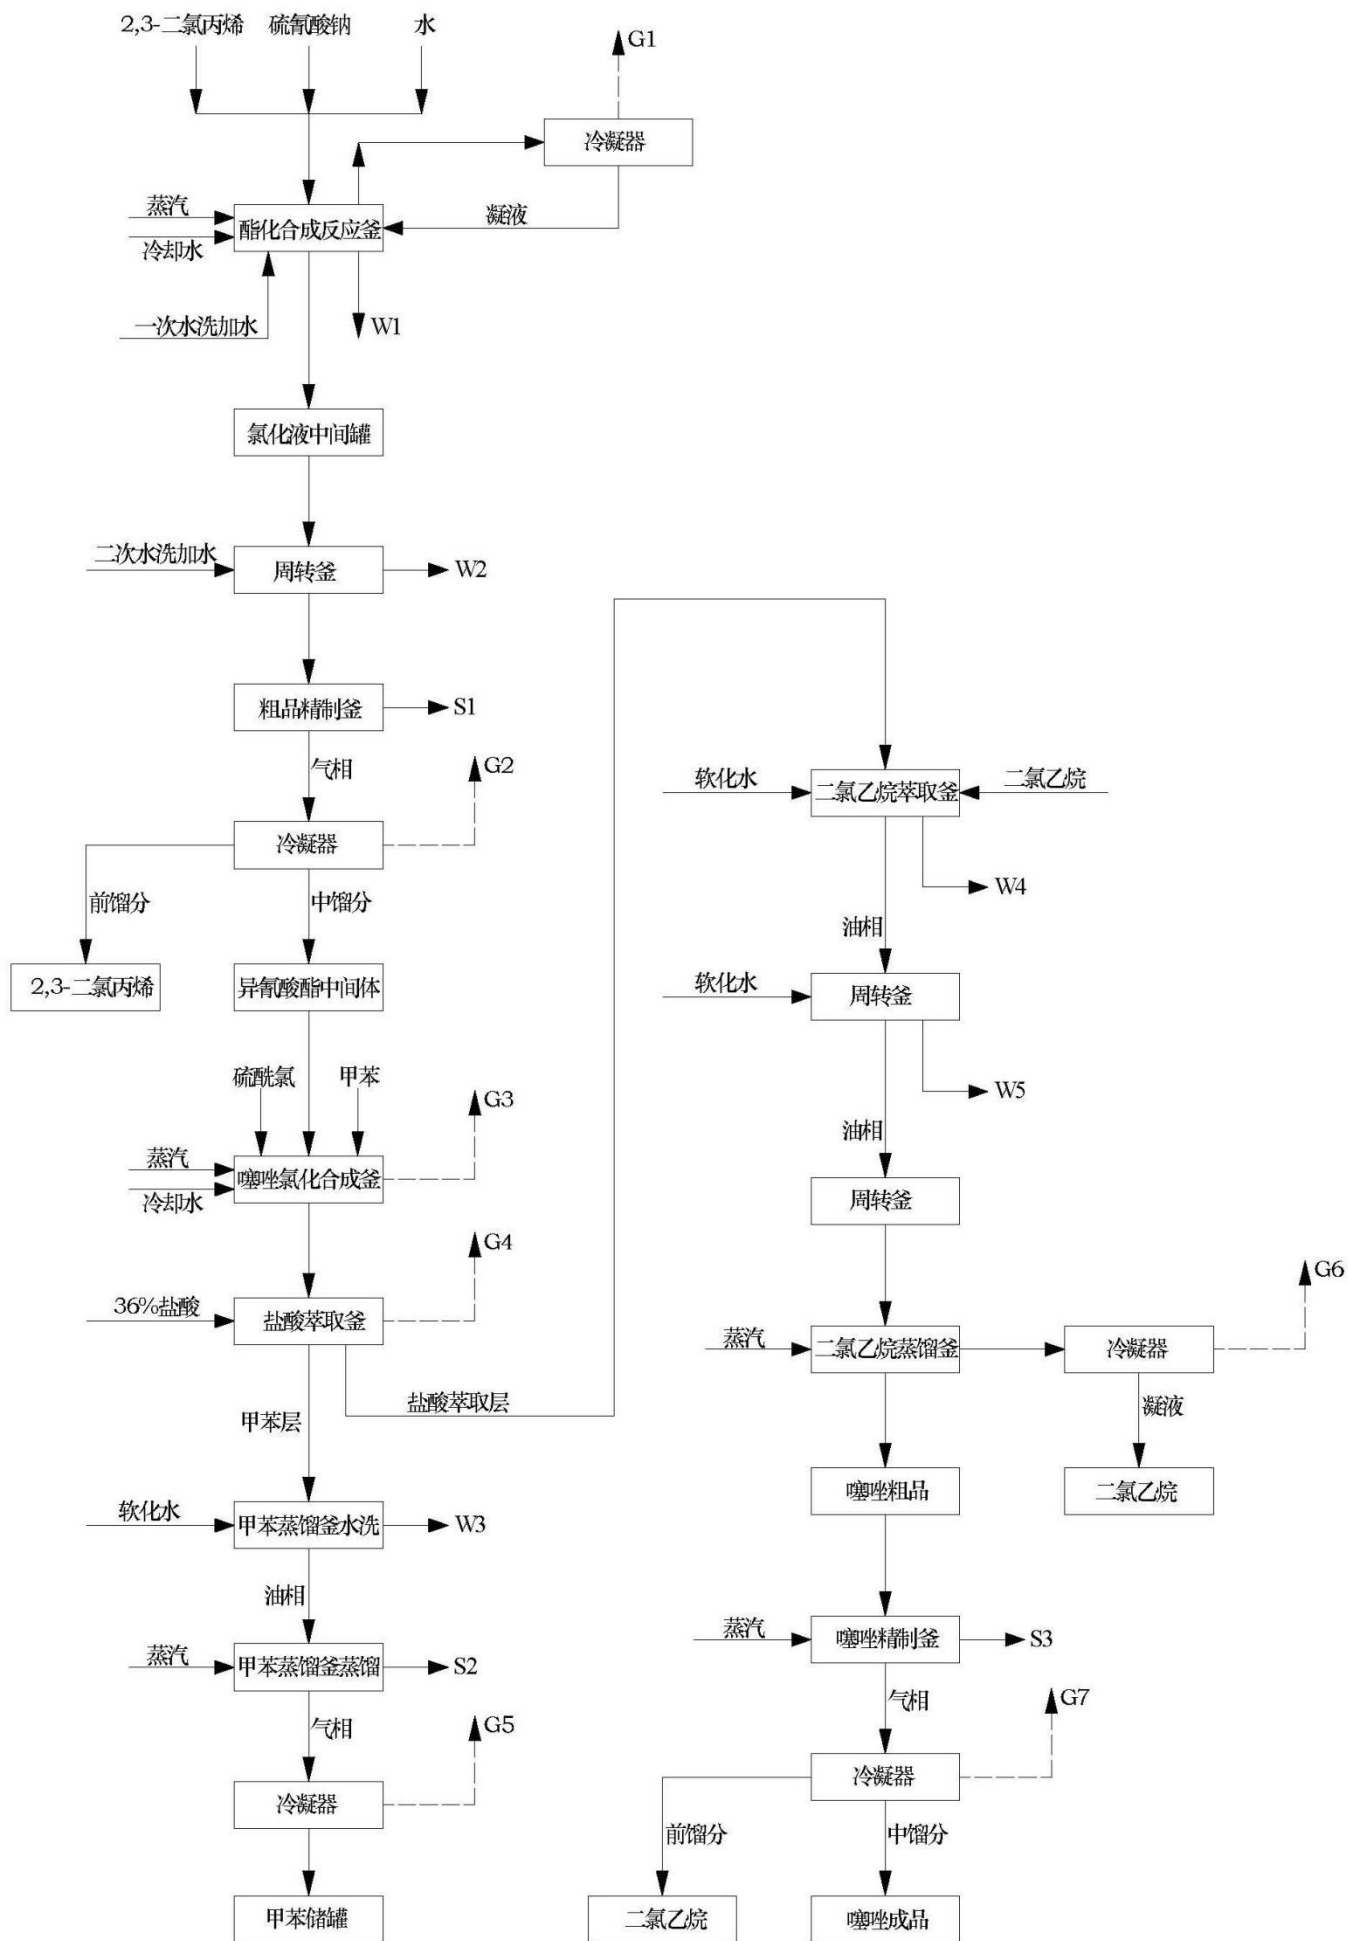 2,3-二氯丙烯
硫氰酸钠
水
G1
冷凝器
蒸汽
冷却水
酯化合成反应釜
凝液
一次水洗加水
W1
氯化液中间罐
二次水洗加水
周转釜
W2
粗品精制釜
S1
气相
G2
冷凝器
前馏分
中馏分
2,3-二氯丙烯
异氰酸酯中间体
硫酰氯
甲苯
G3
蒸汽
冷却水
噻唑氯化合成釜
G4
36%盐酸
盐酸萃取釜
盐酸萃取层
甲苯层
软化水
甲苯蒸馏釜水洗
W3
油相
蒸汽
甲苯蒸馏釜蒸馏
S2
气相
G5
冷凝器
甲苯储罐
软化水
二氯乙烷萃取釜
二氯乙烷
W4
油相
软化水
周转釜
W5
油相
周转釜
G6
蒸汽
二氯乙烷蒸馏釜
冷凝器
凝液
噻唑粗品
二氯乙烷
蒸汽
噻唑精制釜
S3
气相
G7
冷凝器
前馏分
中馏分
二氯乙烷
噻唑成品